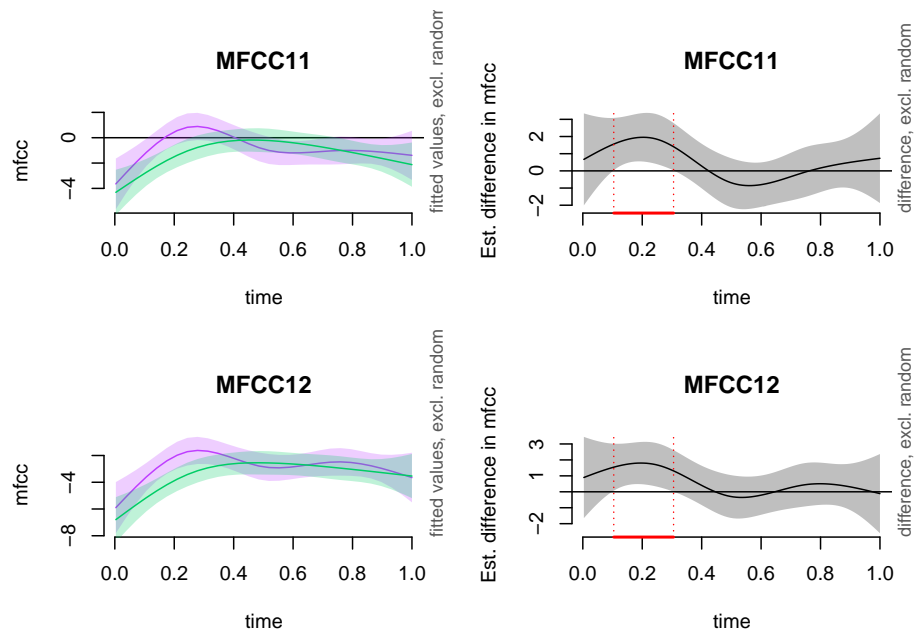 MFCC11
mfcc
0
−4
0.0 0.2 0.4 0.6 0.8 1.0
time
fitted values, excl. random
MFCC11
Est. difference in mfcc
2
0
−2
0.0 0.2 0.4 0.6 0.8 1.0
time
difference, excl. random
MFCC12
mfcc
−4
−8
0.0 0.2 0.4 0.6 0.8 1.0
time
fitted values, excl. random
MFCC12
Est. difference in mfcc
3
1
−2
0.0 0.2 0.4 0.6 0.8 1.0
time
difference, excl. random